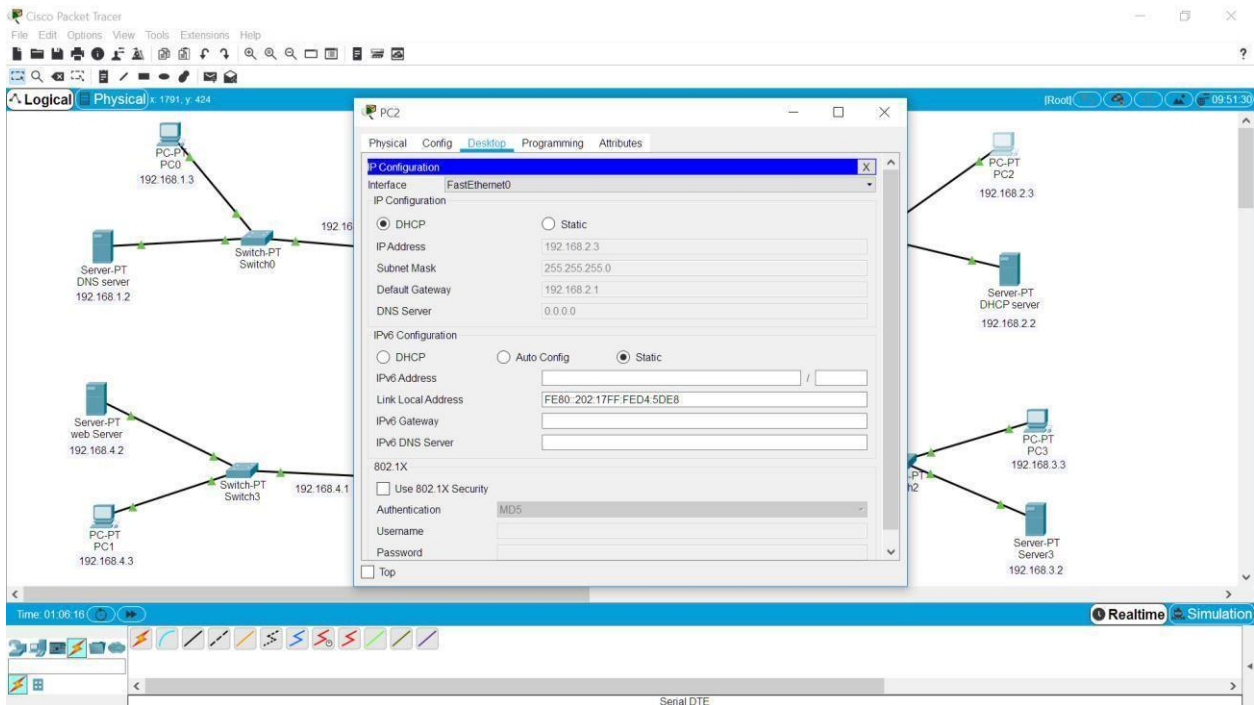 Cisco Packet Tracer
File Edit Options View Tools Extensions Help
?
Logical Physical x: 1791, y: 424
[Root] 09:51:30
PC-PT
PC0
192.168.1.3
Server-PT
DNS server
192.168.1.2
Switch-PT
Switch0
192.16
Server-PT
web Server
192.168.4.2
Switch-PT
Switch3
192.168.4.1
PC-PT
PC1
192.168.4.3
PC2
Physical Config Desktop Programming Attributes
IP Configuration X
Interface FastEthernet0
IP Configuration
DHCP Static
IP Address 192.168.2.3
Subnet Mask 255.255.255.0
Default Gateway 192.168.2.1
DNS Server 0.0.0.0
IPv6 Configuration
DHCP Auto Config Static
IPv6 Address /
Link Local Address FE80::202:17FF:FED4:5DE8
IPv6 Gateway
IPv6 DNS Server
802.1X
Use 802.1X Security
Authentication MD5
Username
Password
Top
PC-PT
PC2
192.168.2.3
Server-PT
DHCP server
192.168.2.2
PC-PT
PC3
192.168.3.3
-PT
h2
Server-PT
Server3
192.168.3.2
Time: 01:06:16
Realtime Simulation
Serial DTE